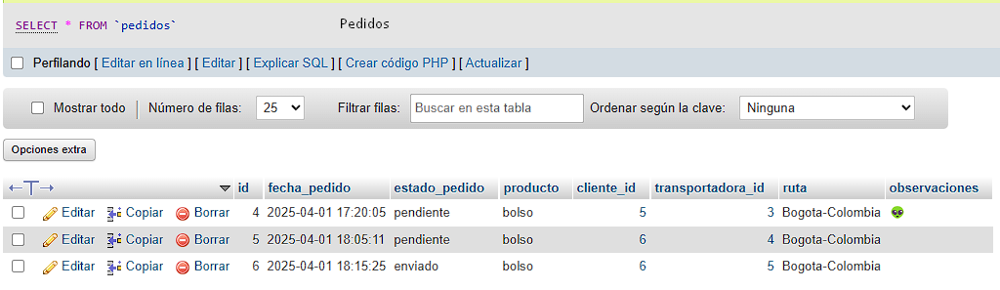 SELECT * FROM `pedidos` Pedidos
Perfilando [ Editar en línea ] [ Editar ] [ Explicar SQL ] [ Crear código PHP ] [ Actualizar ]
Mostrar todo Número de filas: 25 Filtrar filas: Buscar en esta tabla Ordenar según la clave: Ninguna
Opciones extra
←T→ id fecha_pedido estado_pedido producto cliente_id transportadora_id ruta observaciones
Editar Copiar Borrar 4 2025-04-01 17:20:05 pendiente bolso 5 3 Bogota-Colombia 👽
Editar Copiar Borrar 5 2025-04-01 18:05:11 pendiente bolso 6 4 Bogota-Colombia
Editar Copiar Borrar 6 2025-04-01 18:15:25 enviado bolso 6 5 Bogota-Colombia